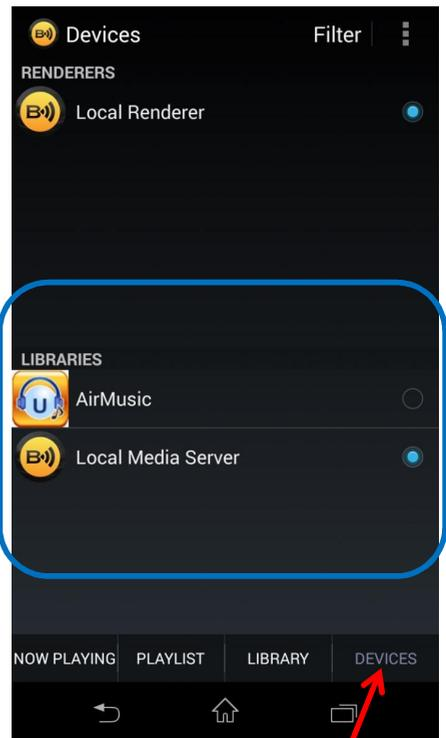 Devices Filter
RENDERERS
B Local Renderer
LIBRARIES
U AirMusic
B Local Media Server
NOW PLAYING PLAYLIST LIBRARY DEVICES